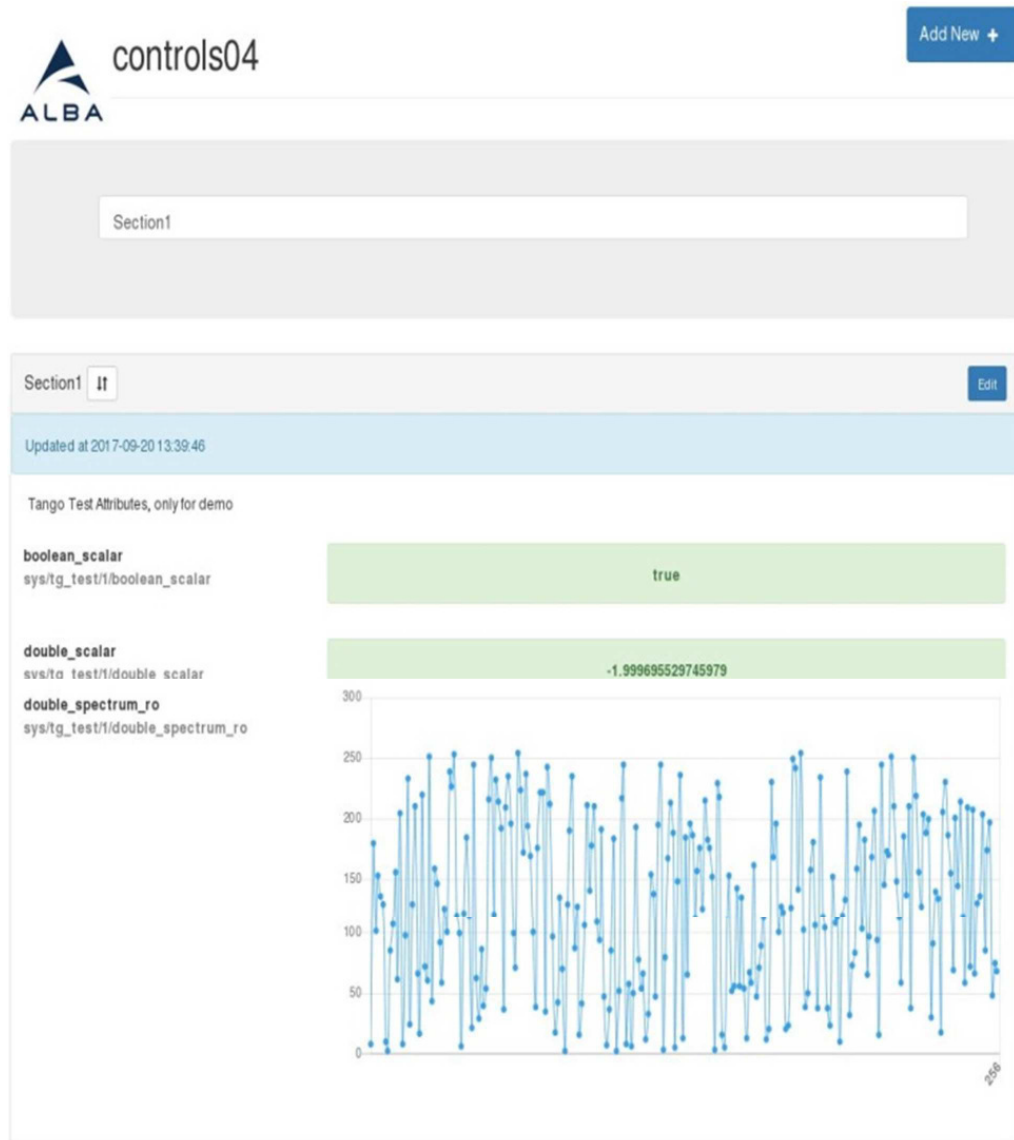 controls04
Add New +
ALBA
Section1
Section1
Edit
Updated at 2017-09-20 13:39:46
Tango Test Attributes, only for demo
boolean_scalar
sys/tg_test/1/boolean_scalar
true
double_scalar
sys/tg_test/1/double_scalar
-1.999695529745979
double_spectrum_ro
sys/tg_test/1/double_spectrum_ro
300
250
200
150
100
50
0
256